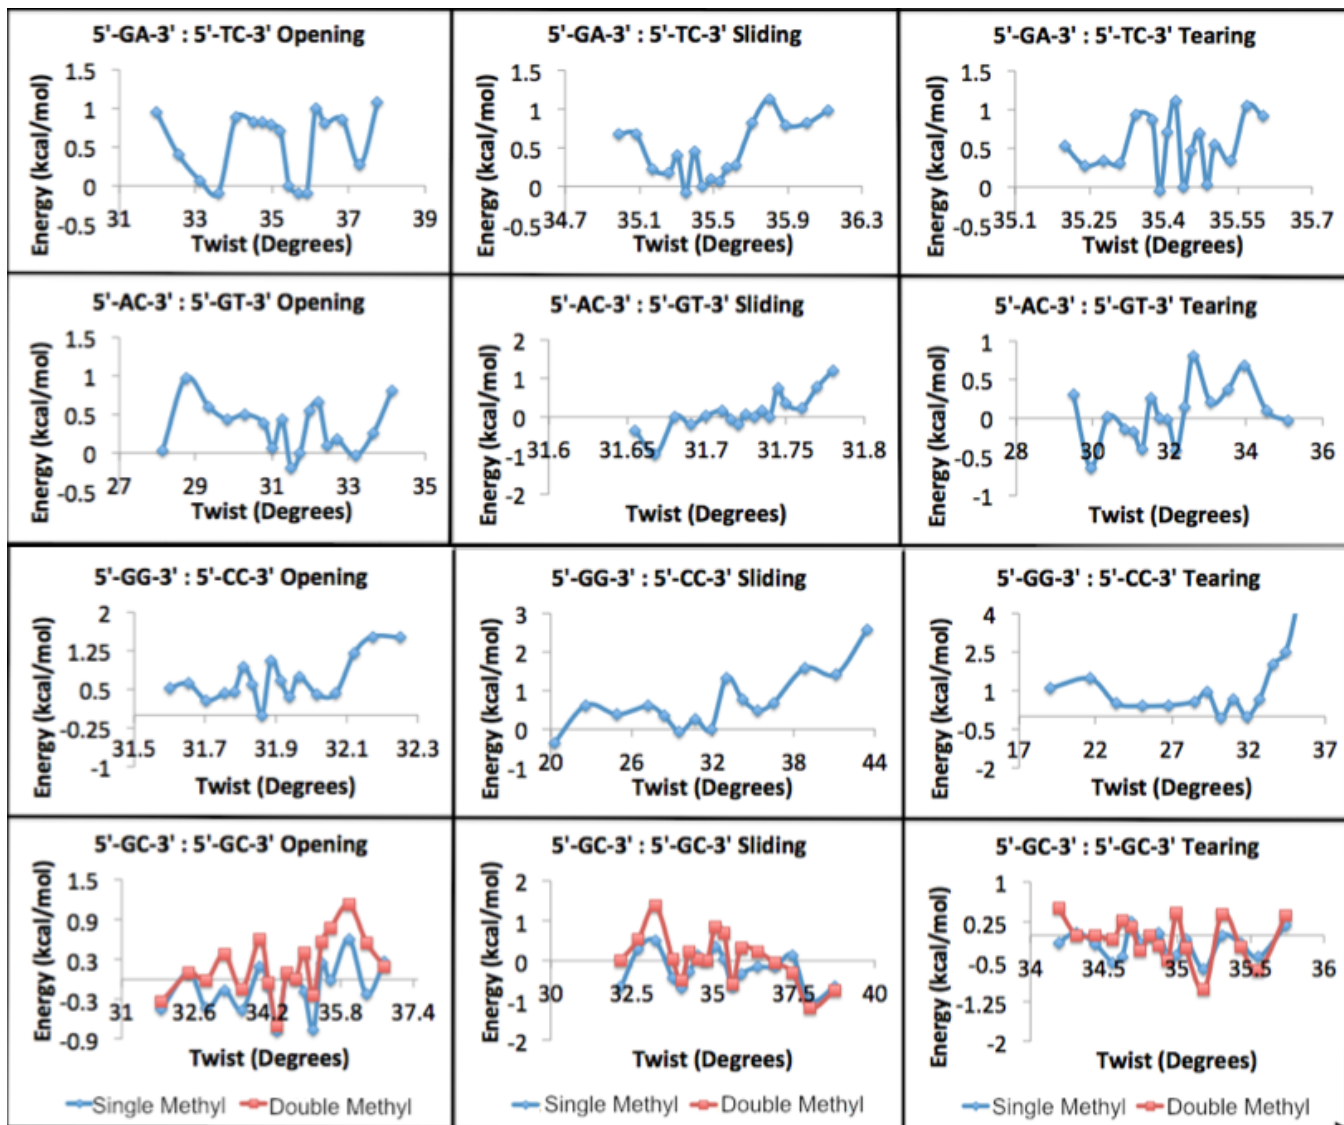 5'-GA-3' : 5'-TC-3' Opening
Energy (kcal/mol)
1.5
1
0.5
0
-0.5
31 33 35 37 39
Twist (Degrees)
5'-GA-3' : 5'-TC-3' Sliding
Energy (kcal/mol)
1.5
1
0.5
0
-0.5
34.7 35.1 35.5 35.9 36.3
Twist (Degrees)
5'-GA-3' : 5'-TC-3' Tearing
Energy (kcal/mol)
1.5
1
0.5
0
-0.5
35.1 35.25 35.4 35.55 35.7
Twist (Degrees)
5'-AC-3' : 5'-GT-3' Opening
Energy (kcal/mol)
1.5
1
0.5
0
-0.5
27 29 31 33 35
Twist (Degrees)
5'-AC-3' : 5'-GT-3' Sliding
Energy (kcal/mol)
2
1
0
-1
-2
31.6 31.65 31.7 31.75 31.8
Twist (Degrees)
5'-AC-3' : 5'-GT-3' Tearing
Energy (kcal/mol)
1
0.5
0
-0.5
-1
28 30 32 34 36
Twist (Degrees)
5'-GG-3' : 5'-CC-3' Opening
Energy (kcal/mol)
2
1.25
0.5
-0.25
-1
31.5 31.7 31.9 32.1 32.3
Twist (Degrees)
5'-GG-3' : 5'-CC-3' Sliding
Energy (kcal/mol)
3
2
1
0
-1
20 26 32 38 44
Twist (Degrees)
5'-GG-3' : 5'-CC-3' Tearing
Energy (kcal/mol)
4
2.5
1
-0.5
-2
17 22 27 32 37
Twist (Degrees)
5'-GC-3' : 5'-GC-3' Opening
Energy (kcal/mol)
1.5
0.9
0.3
-0.3
-0.9
31 32.6 34.2 35.8 37.4
Twist (Degrees)
Single Methyl Double Methyl
5'-GC-3' : 5'-GC-3' Sliding
Energy (kcal/mol)
2
1
0
-1
-2
30 32.5 35 37.5 40
Twist (Degrees)
Single Methyl Double Methyl
5'-GC-3' : 5'-GC-3' Tearing
Energy (kcal/mol)
1
0.25
-0.5
-1.25
-2
34 34.5 35 35.5 36
Twist (Degrees)
Single Methyl Double Methyl